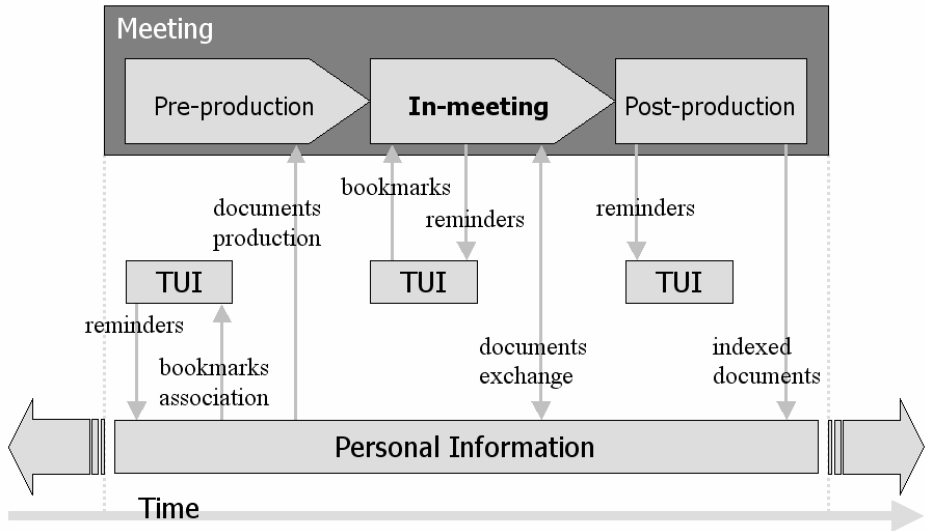 Meeting
Pre-production
In-meeting
Post-production
bookmarks
documents
production
reminders
reminders
TUI
TUI
TUI
reminders
bookmarks
association
documents
exchange
indexed
documents
Personal Information
Time